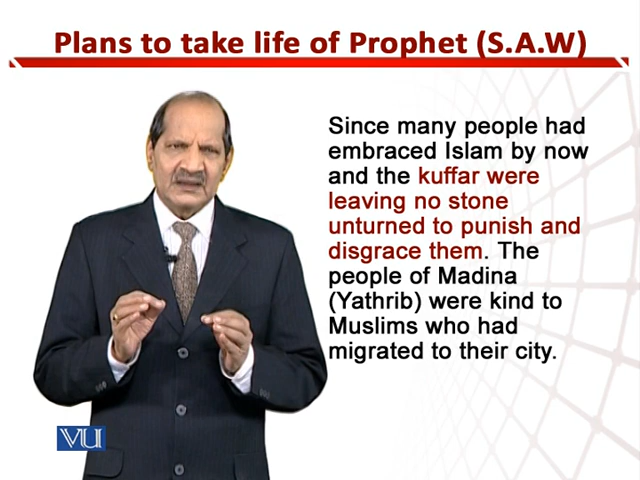 Plans to take life of Prophet (S.A.W)
Since many people had
embraced Islam by now
and the kuffar were
leaving no stone
unturned to punish and
disgrace them. The
people of Madina
(Yathrib) were kind to
Muslims who had
migrated to their city.
VU